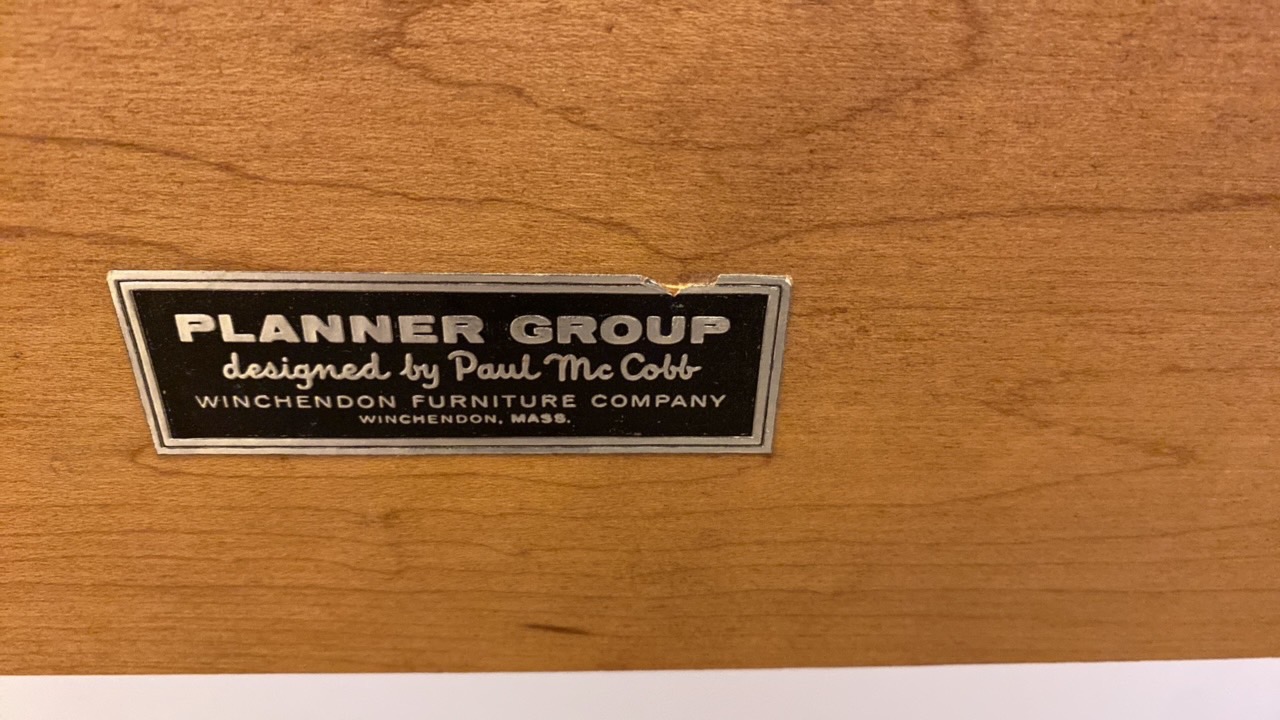 PLANNER GROUP
designed by Paul Mc Cobb
WINCHENDON FURNITURE COMPANY
WINCHENDON, MASS.